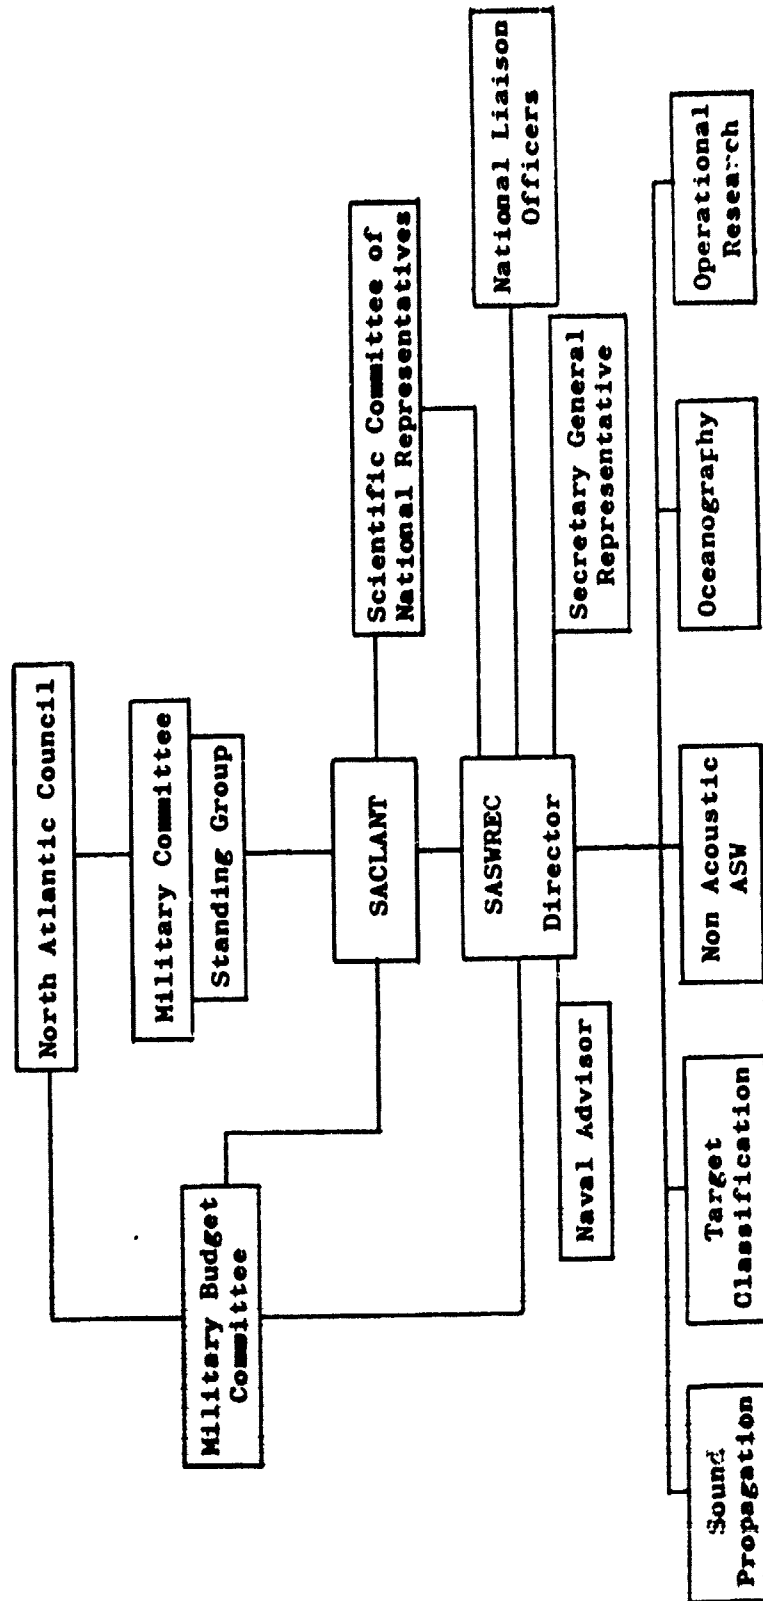 North Atlantic Council
Military Committee
Standing Group
Military Budget
Committee
SACLANT
Scientific Committee of
National Representatives
SASWREC
Director
National Liaison
Officers
Naval Advisor
Secretary General
Representative
Sound
Propagation
Target
Classification
Non Acoustic
ASW
Oceanography
Operational
Research